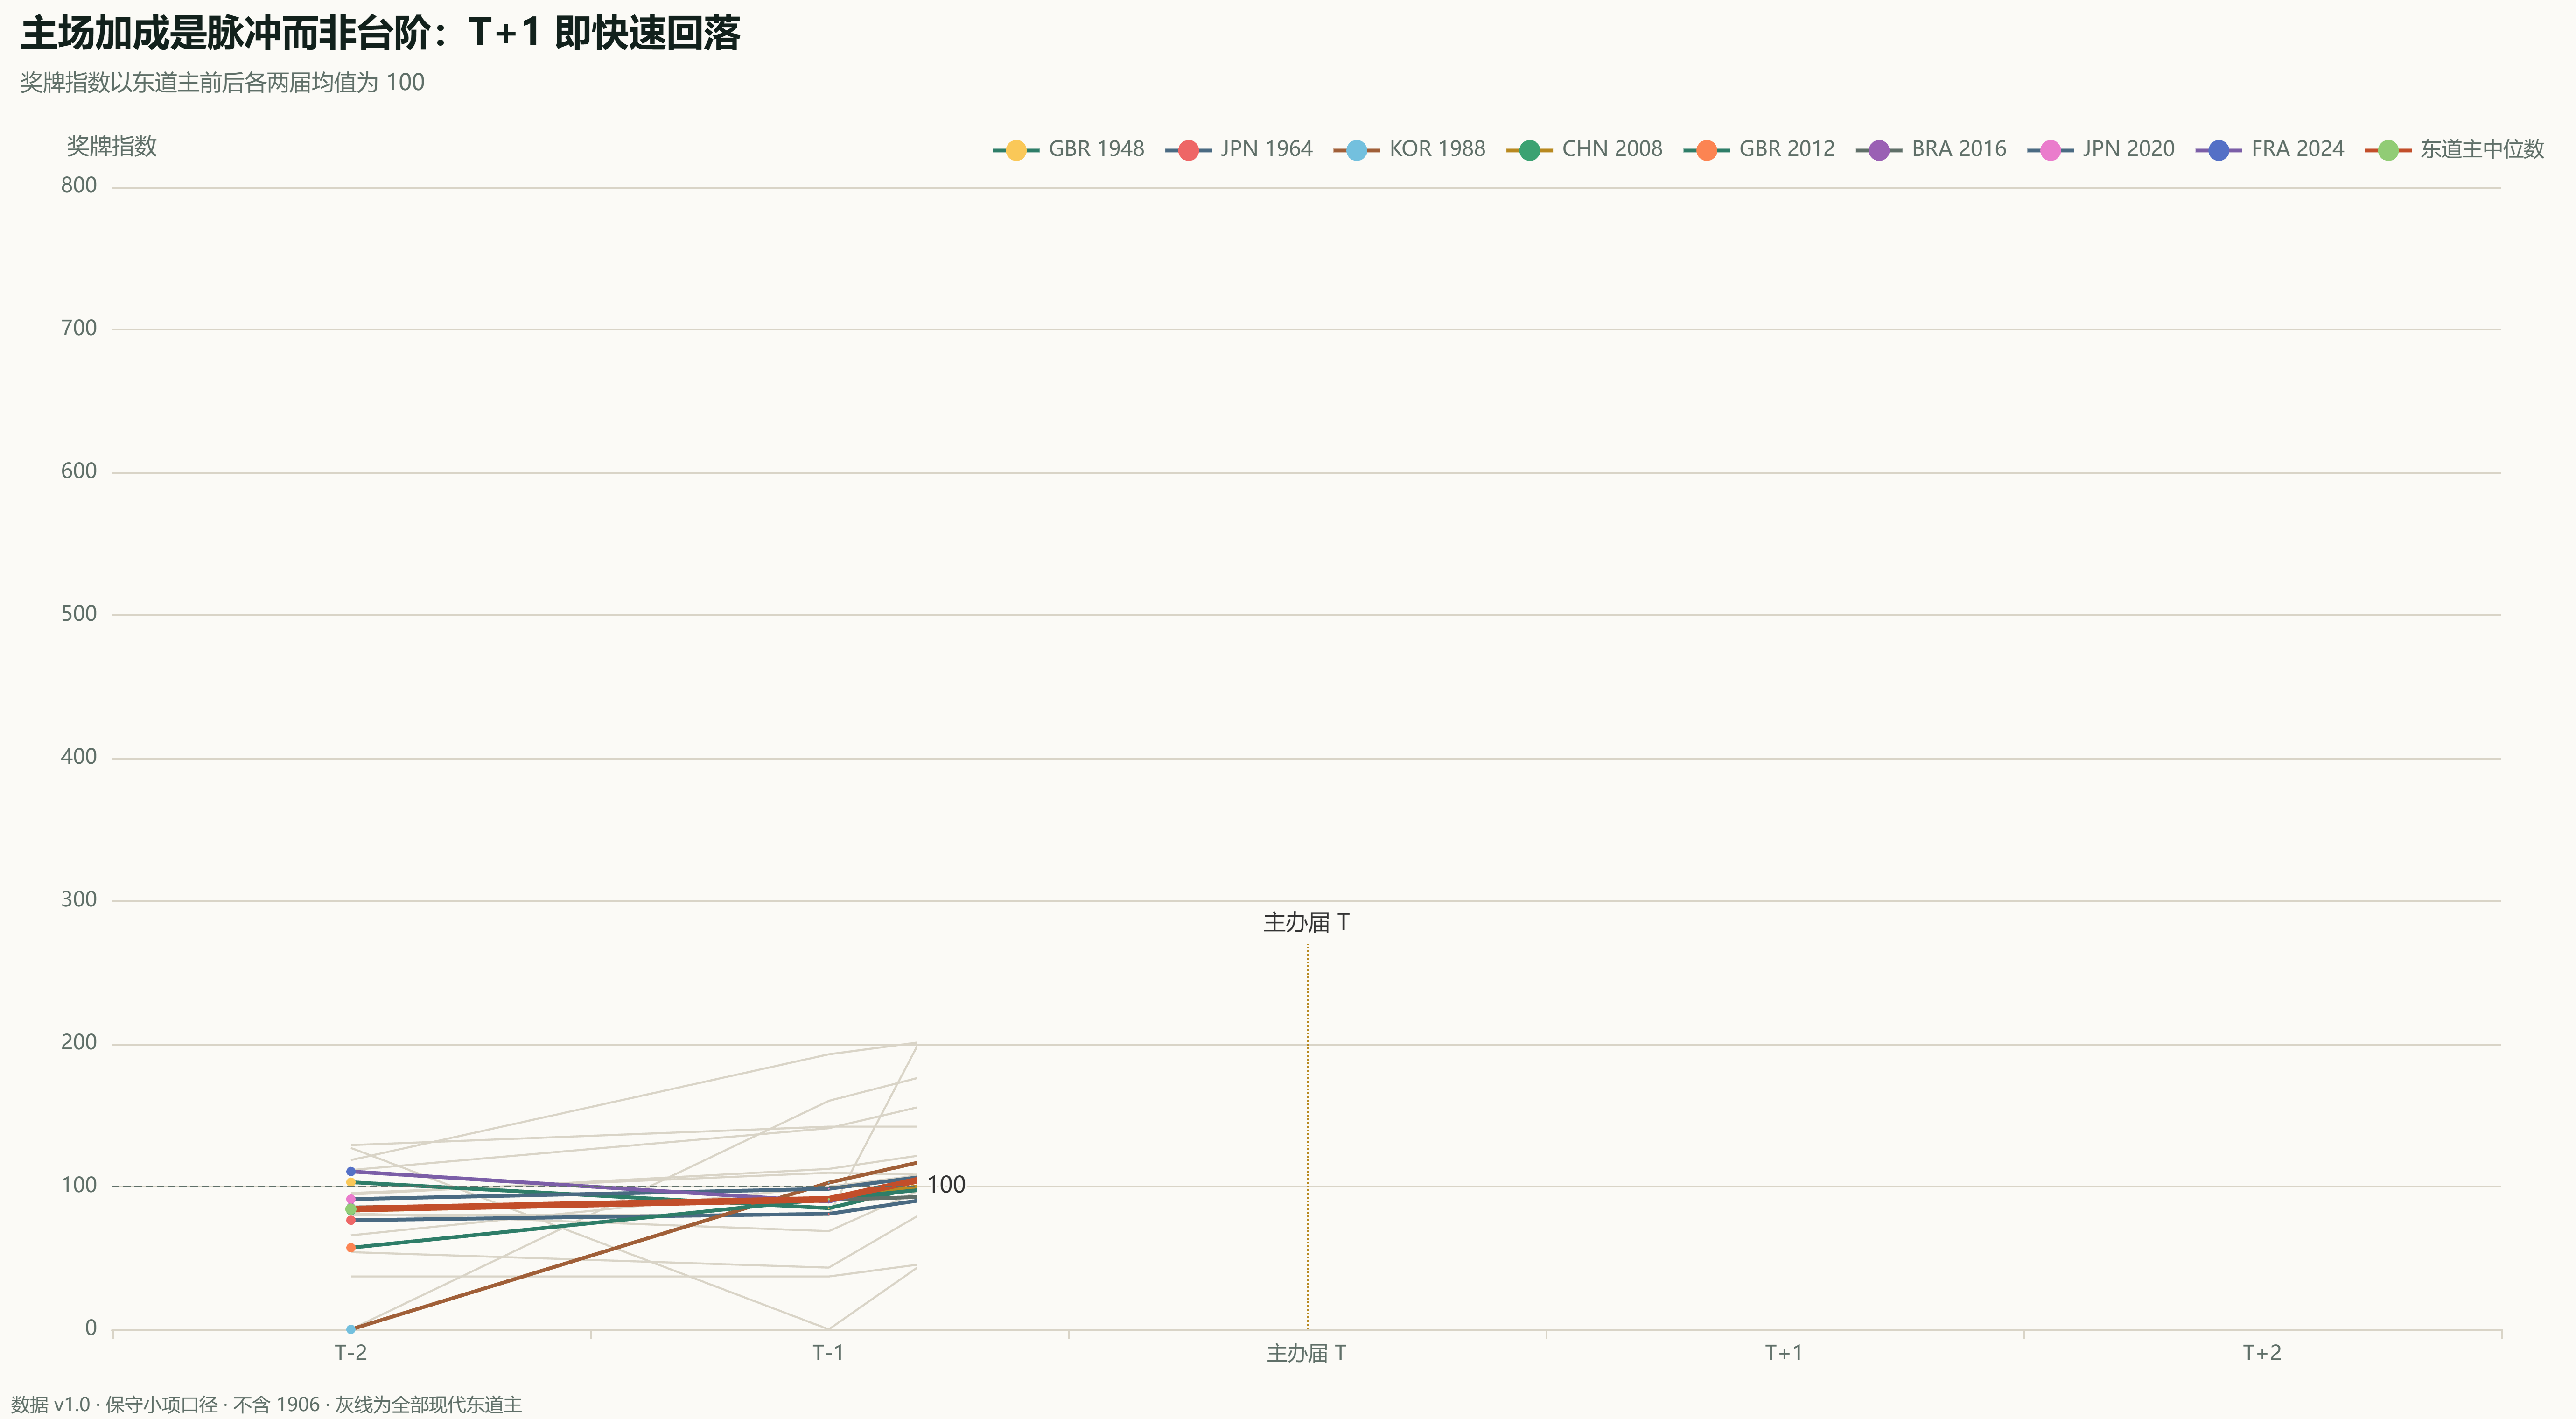 主场加成是脉冲而非台阶：T+1 即快速回落
奖牌指数以东道主前后各两届均值为 100
奖牌指数
GBR 1948 JPN 1964 KOR 1988 CHN 2008 GBR 2012 BRA 2016 JPN 2020 FRA 2024 东道主中位数
800
700
600
500
400
300
主办届 T
200
100
100
0
T-2 T-1 主办届 T T+1 T+2
数据 v1.0 · 保守小项口径 · 不含 1906 · 灰线为全部现代东道主